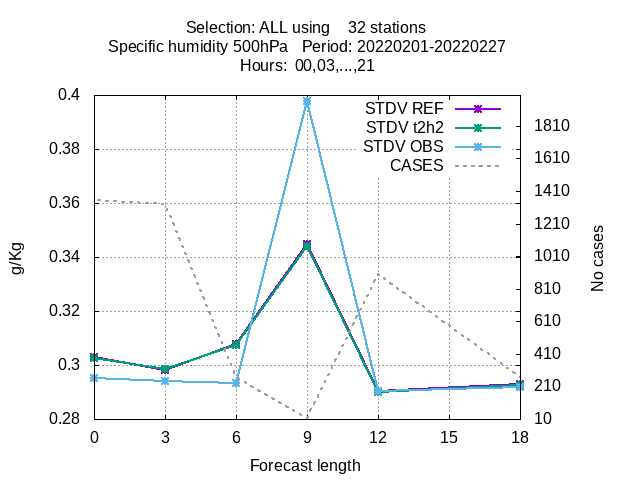 Selection: ALL using 32 stations
Specific humidity 500hPa Period: 20220201-20220227
Hours: 00,03,...,21
STDV REF
STDV t2h2
STDV OBS
CASES
0.4
0.38
0.36
0.34
0.32
0.3
0.28
g/Kg
1810
1610
1410
1210
1010
810
610
410
210
10
No cases
0 3 6 9 12 15 18
Forecast length